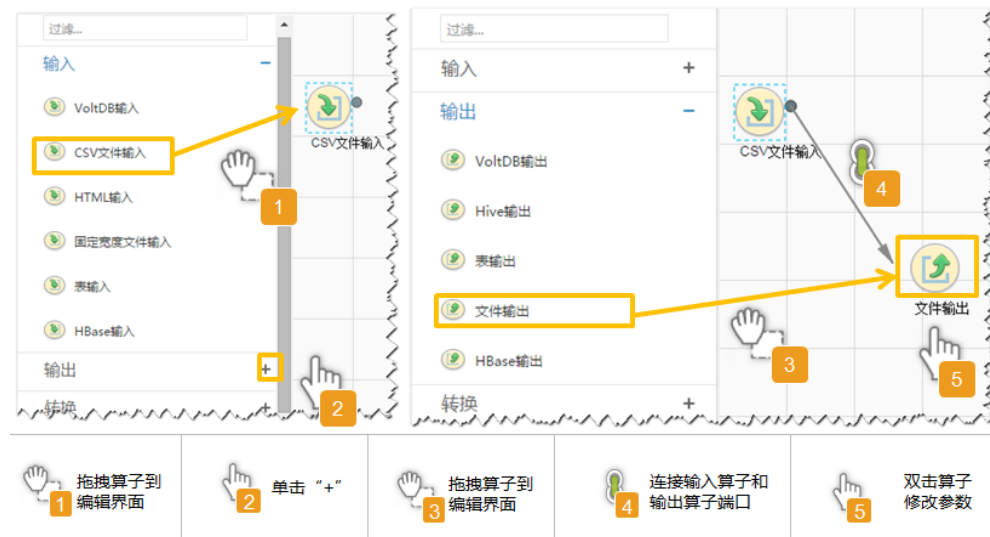 过滤...
输入
−
VoltDB输入
CSV文件输入
HTML输入
固定宽度文件输入
表输入
HBase输入
输出
+
转换
+
CSV文件输入
1
2
过滤...
输入
+
输出
−
VoltDB输出
Hive输出
表输出
文件输出
HBase输出
转换
+
CSV文件输入
4
文件输出
3
5
1
拖拽算子到
编辑界面
2
单击“+”
3
拖拽算子到
编辑界面
4
连接输入算子和
输出算子端口
5
双击算子
修改参数